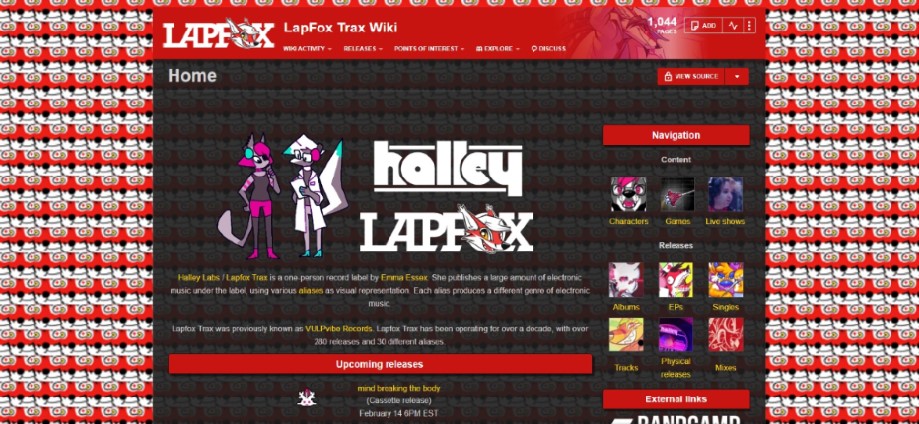 LAPFOX
LapFox Trax Wiki
1,044
PAGES
ADD
WIKI ACTIVITY
RELEASES
POINTS OF INTEREST
EXPLORE
DISCUSS
Home
VIEW SOURCE
halley
LAPFOX
Halley Labs / Lapfox Trax is a one-person record label by Emma Essex. She publishes a large amount of electronic
music under the label, using various aliases as visual representation. Each alias produces a different genre of electronic
music.
Lapfox Trax was previously known as VULPvibe Records. Lapfox Trax has been operating for over a decade, with over
280 releases and 30 different aliases.
Upcoming releases
mind breaking the body
(Cassette release)
February 14 6PM EST
Navigation
Content
Characters
Games
Live shows
Releases
Albums
EPs
Singles
Tracks
Physical
releases
Mixes
External links
BANDCAMP